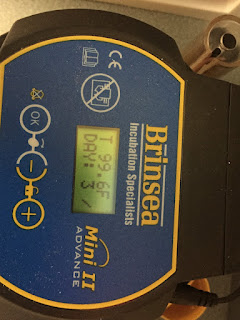 Brinsea
Incubation Specialists
CE
T 99.6F
DAY: 3 /
OK
-
+
Mini II
ADVANCE